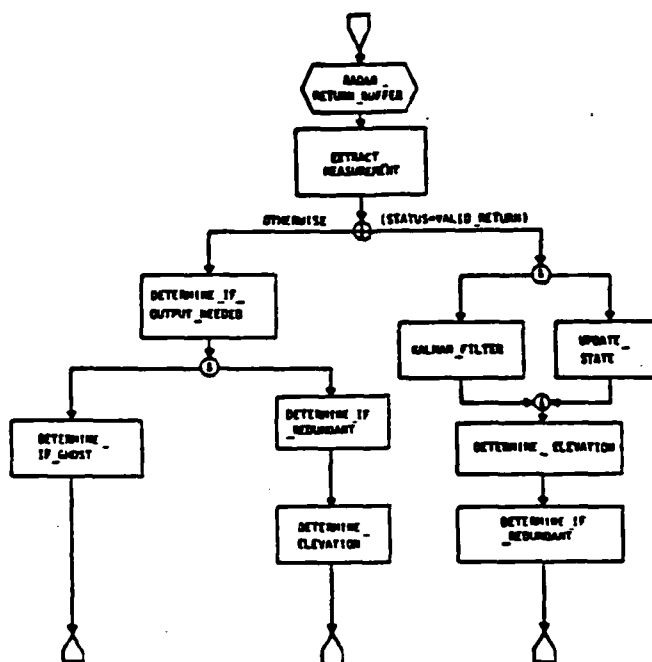 RADAR_
RETURN_BUFFER
EXTRACT
MEASUREMENT
OTHERWISE
(STATUS=VALID_RETURN)
DETERMINE_IF_
OUTPUT_NEEDED
&
KALMAN_FILTER
UPDATE_
STATE
&
&
DETERMINE_
IF_GHOST
DETERMINE_IF
_REDUNDANT
DETERMINE_ELEVATION
DETERMINE_
ELEVATION
DETERMINE_IF
_REDUNDANT
&